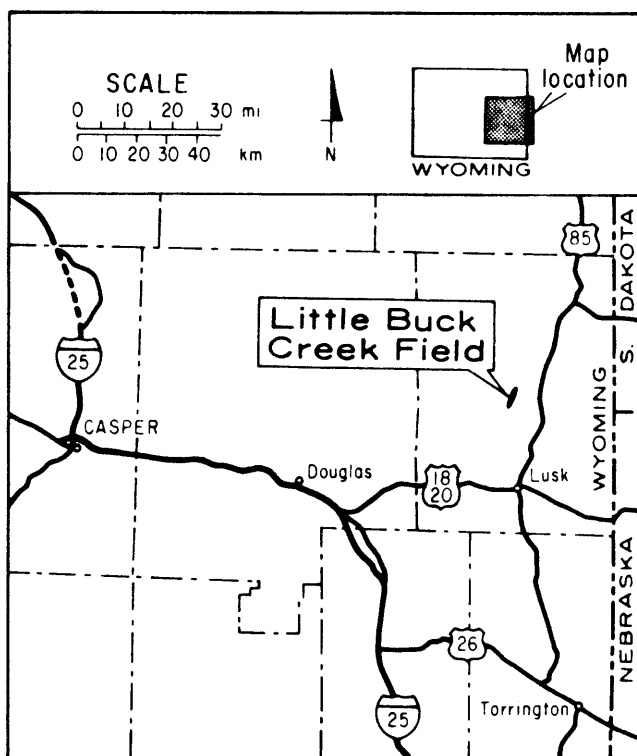 SCALE
0 10 20 30 mi
0 10 20 30 40 km
N
Map
location
WYOMING
85
S. DAKOTA
Little Buck
Creek Field
25
WYOMING
CASPER
Douglas
18
20
Lusk
NEBRASKA
26
25
Torrington